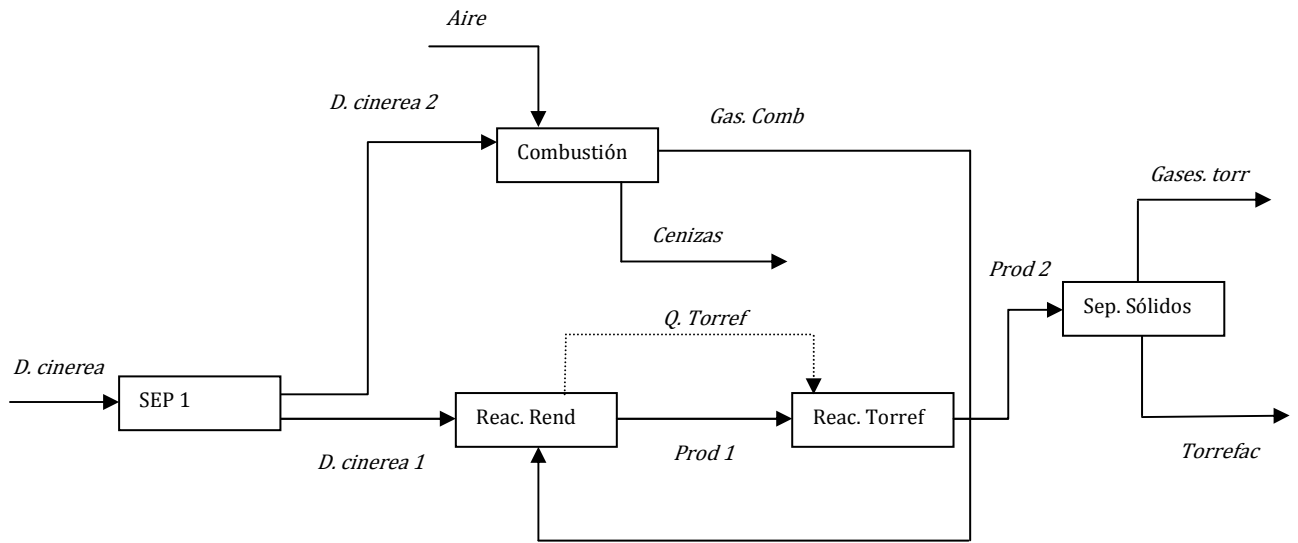 Aire
D. cinerea 2
Gas. Comb
Combustión
Gases. torr
Cenizas
Prod 2
Sep. Sólidos
Q. Torref
D. cinerea
SEP 1
Reac. Rend
Reac. Torref
D. cinerea 1
Prod 1
Torrefac